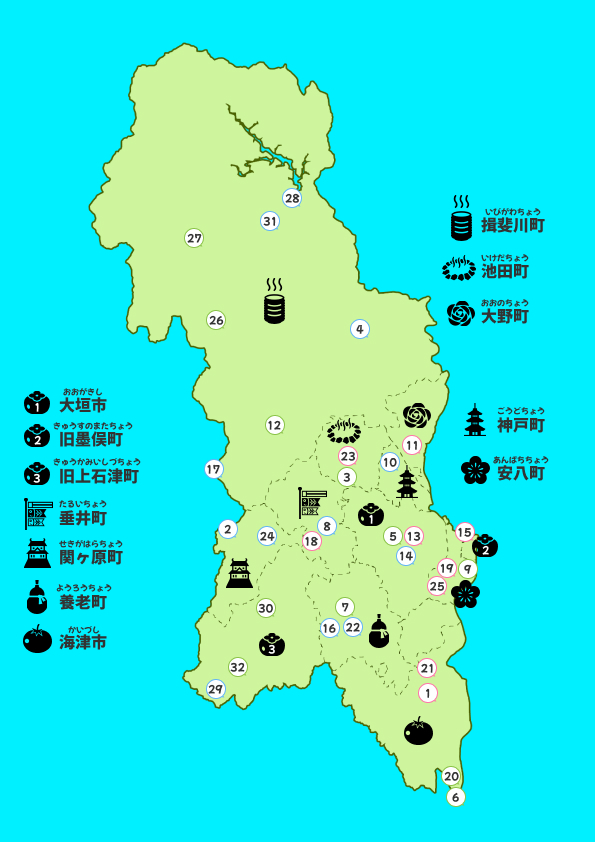 いびがわちょう
揖斐川町
いけだちょう
池田町
おおのちょう
大野町
ごうどちょう
神戸町
あんぱちちょう
安八町
おおがきし
1 大垣市
きゅうすのまたちょう
2 旧墨俣町
きゅうかみいしづちょう
3 旧上石津町
たるいちょう
垂井町
せきがはらちょう
関ヶ原町
ようろうちょう
養老町
かいづし
海津市
28
31
27
26
4
12
11
23
10
17
3
1
2
24
8
18
5
13
15
2
14
19
9
25
30
7
16
22
3
32
21
29
1
20
6